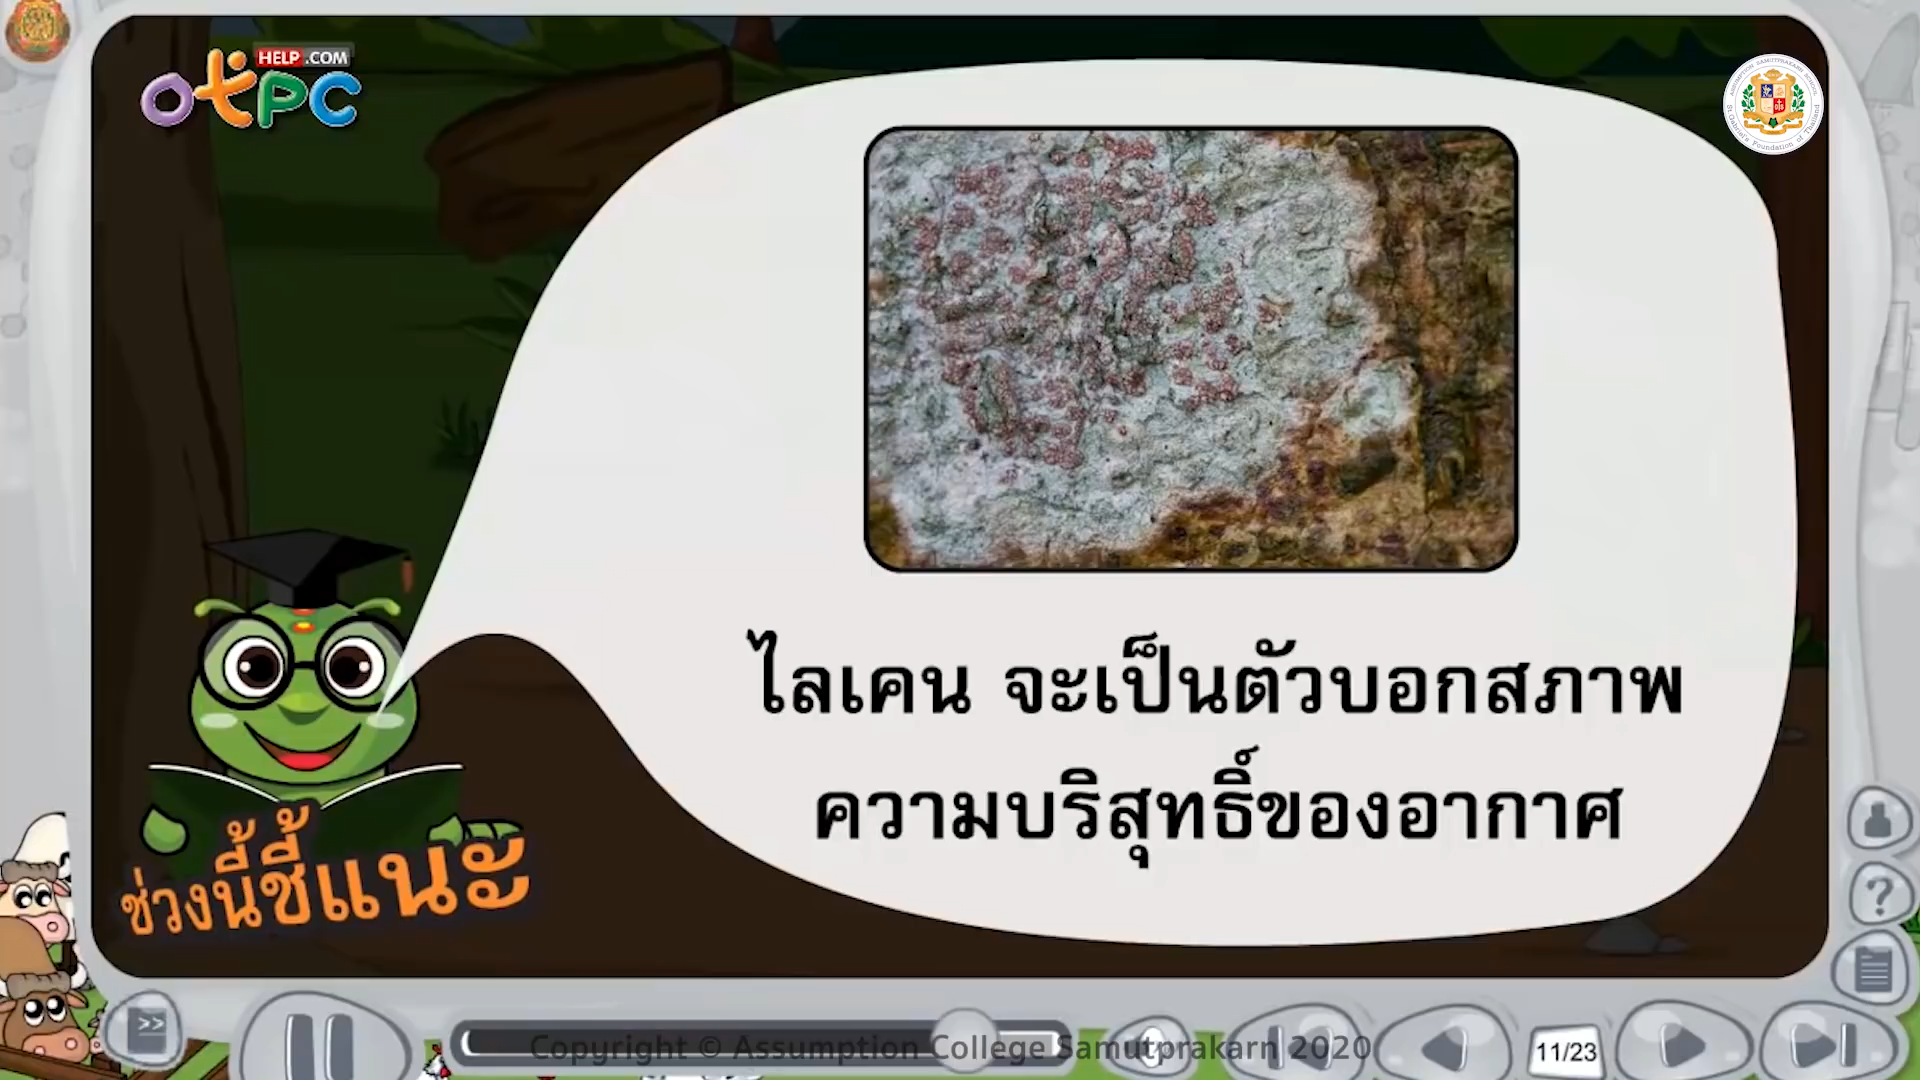 HELP.COM
OTPC
ไลเคน จะเป็นตัวบอกสภาพ
ความบริสุทธิ์ของอากาศ
ช่วงนี้ชี้แนะ
Copyright © Assumption College Samutprakarn 2020
11/23